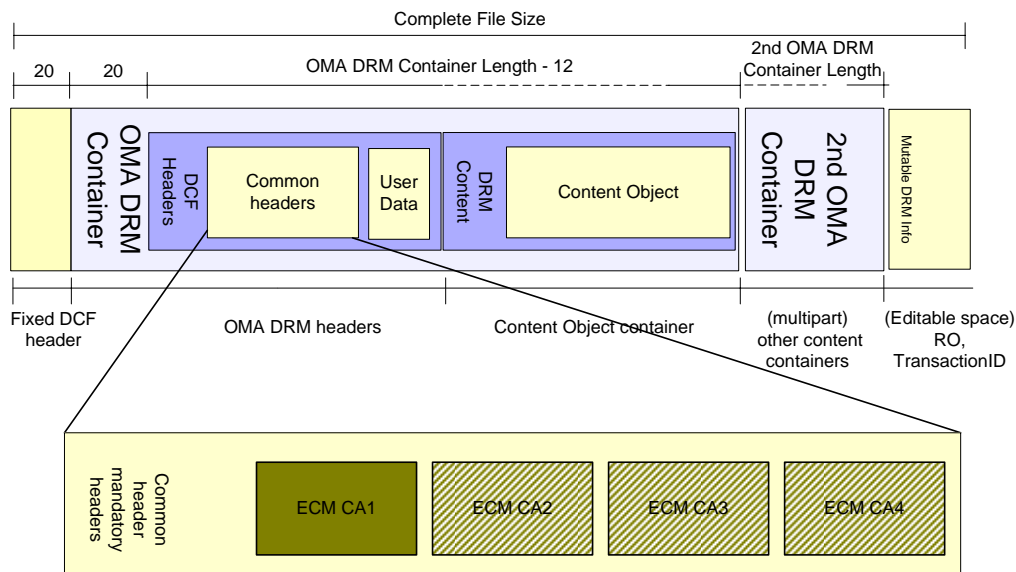 Complete File Size
20
20
OMA DRM Container Length - 12
2nd OMA DRM
Container Length
OMA DRM
Container
DCF
Headers
Common
headers
User
Data
DRM
Content
Content Object
2nd OMA
DRM
Container
Mutable DRM Info
Fixed DCF
header
OMA DRM headers
Content Object container
(multipart)
other content
containers
(Editable space)
RO,
TransactionID
Common
header
mandatory
headers
ECM CA1
ECM CA2
ECM CA3
ECM CA4